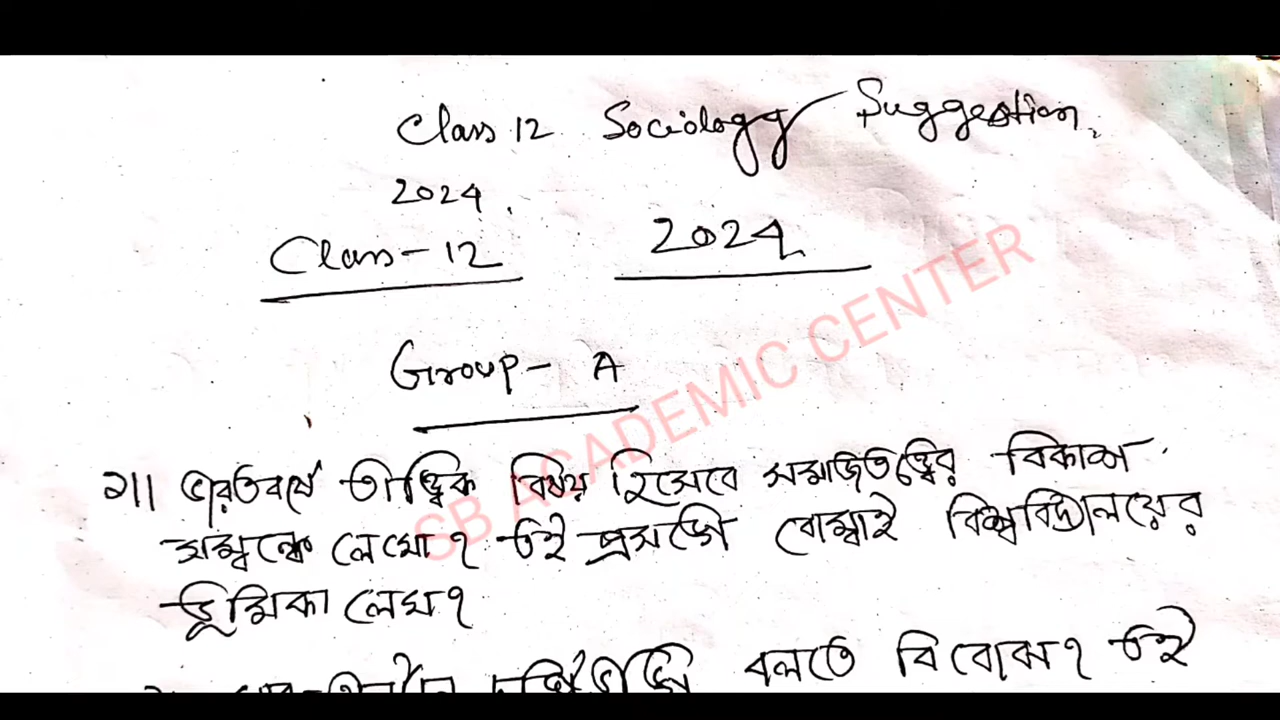 Class 12 Sociology Suggestion,
2024.
Class-12 2024
Group- A
SB ACADEMIC CENTER
১।। ভারতবর্ষে তাত্ত্বিক বিষয় হিসেবে সমাজতত্ত্বের বিকাশ
সম্বন্ধে লেখো? এই প্রসঙ্গে বোম্বাই বিশ্ববিদ্যালয়ের
ভূমিকা লেখ?
বলতে কি বোঝ? এই